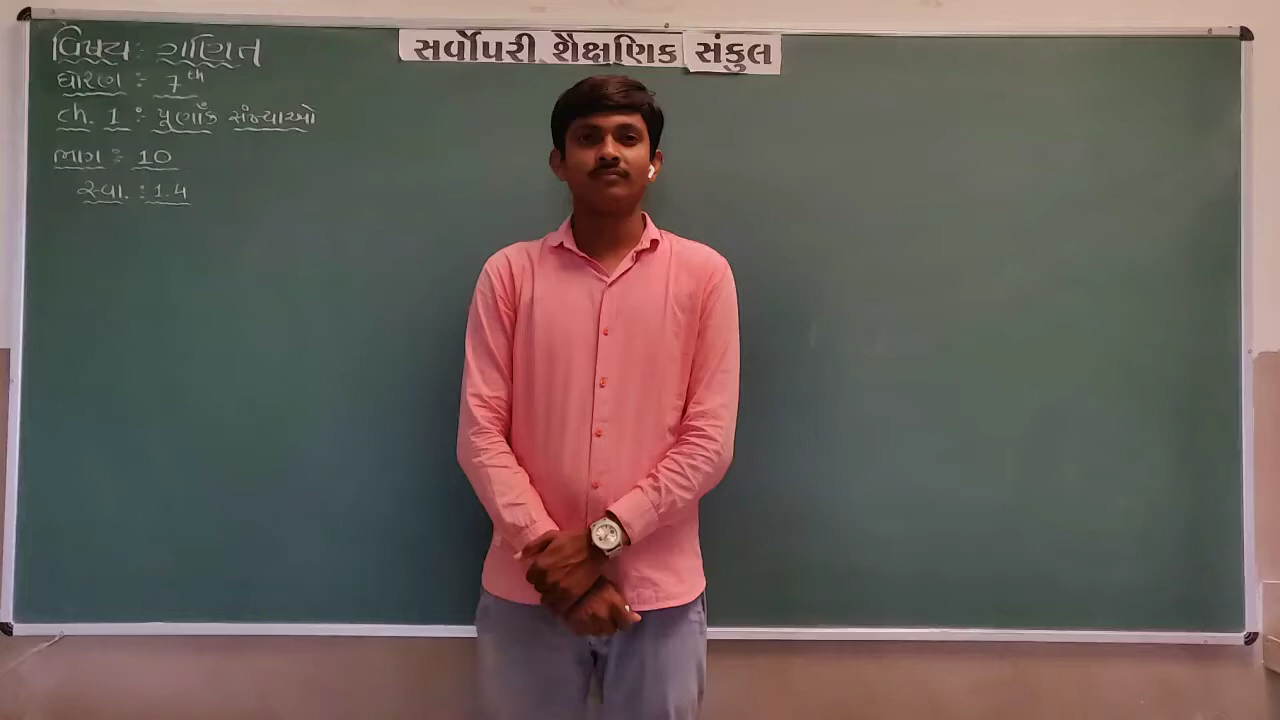 સર્વોપરી શૈક્ષણિક સંકુલ
વિષય : ગણિત
ધોરણ :- 7th
ch. 1 :- પૂર્ણાંક સંખ્યાઓ
ભાગ :- 10
સ્વા. : 1.4